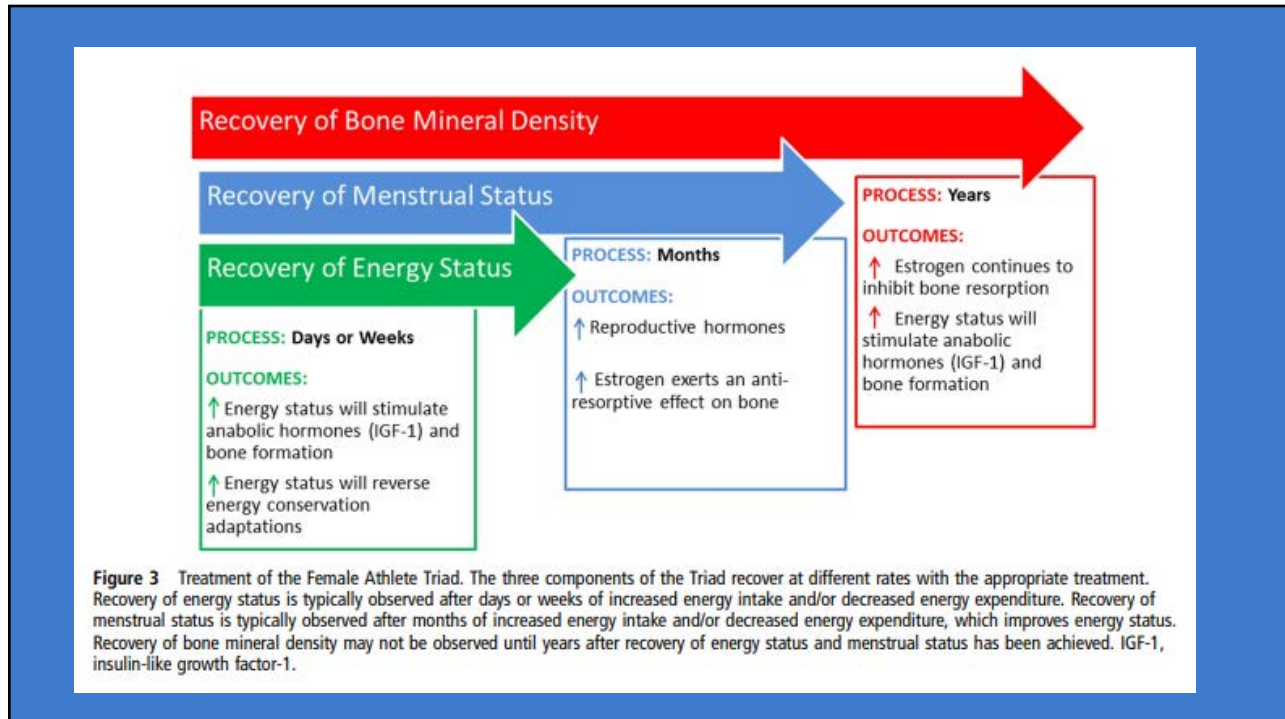 Recovery of Bone Mineral Density
Recovery of Menstrual Status
Recovery of Energy Status
PROCESS: Days or Weeks
OUTCOMES:
↑ Energy status will stimulate
anabolic hormones (IGF-1) and
bone formation
↑ Energy status will reverse
energy conservation
adaptations
PROCESS: Months
OUTCOMES:
↑ Reproductive hormones
↑ Estrogen exerts an anti-
resorptive effect on bone
PROCESS: Years
OUTCOMES:
↑ Estrogen continues to
inhibit bone resorption
↑ Energy status will
stimulate anabolic
hormones (IGF-1) and
bone formation
Figure 3 Treatment of the Female Athlete Triad. The three components of the Triad recover at different rates with the appropriate treatment.
Recovery of energy status is typically observed after days or weeks of increased energy intake and/or decreased energy expenditure. Recovery of
menstrual status is typically observed after months of increased energy intake and/or decreased energy expenditure, which improves energy status.
Recovery of bone mineral density may not be observed until years after recovery of energy status and menstrual status has been achieved. IGF-1,
insulin-like growth factor-1.